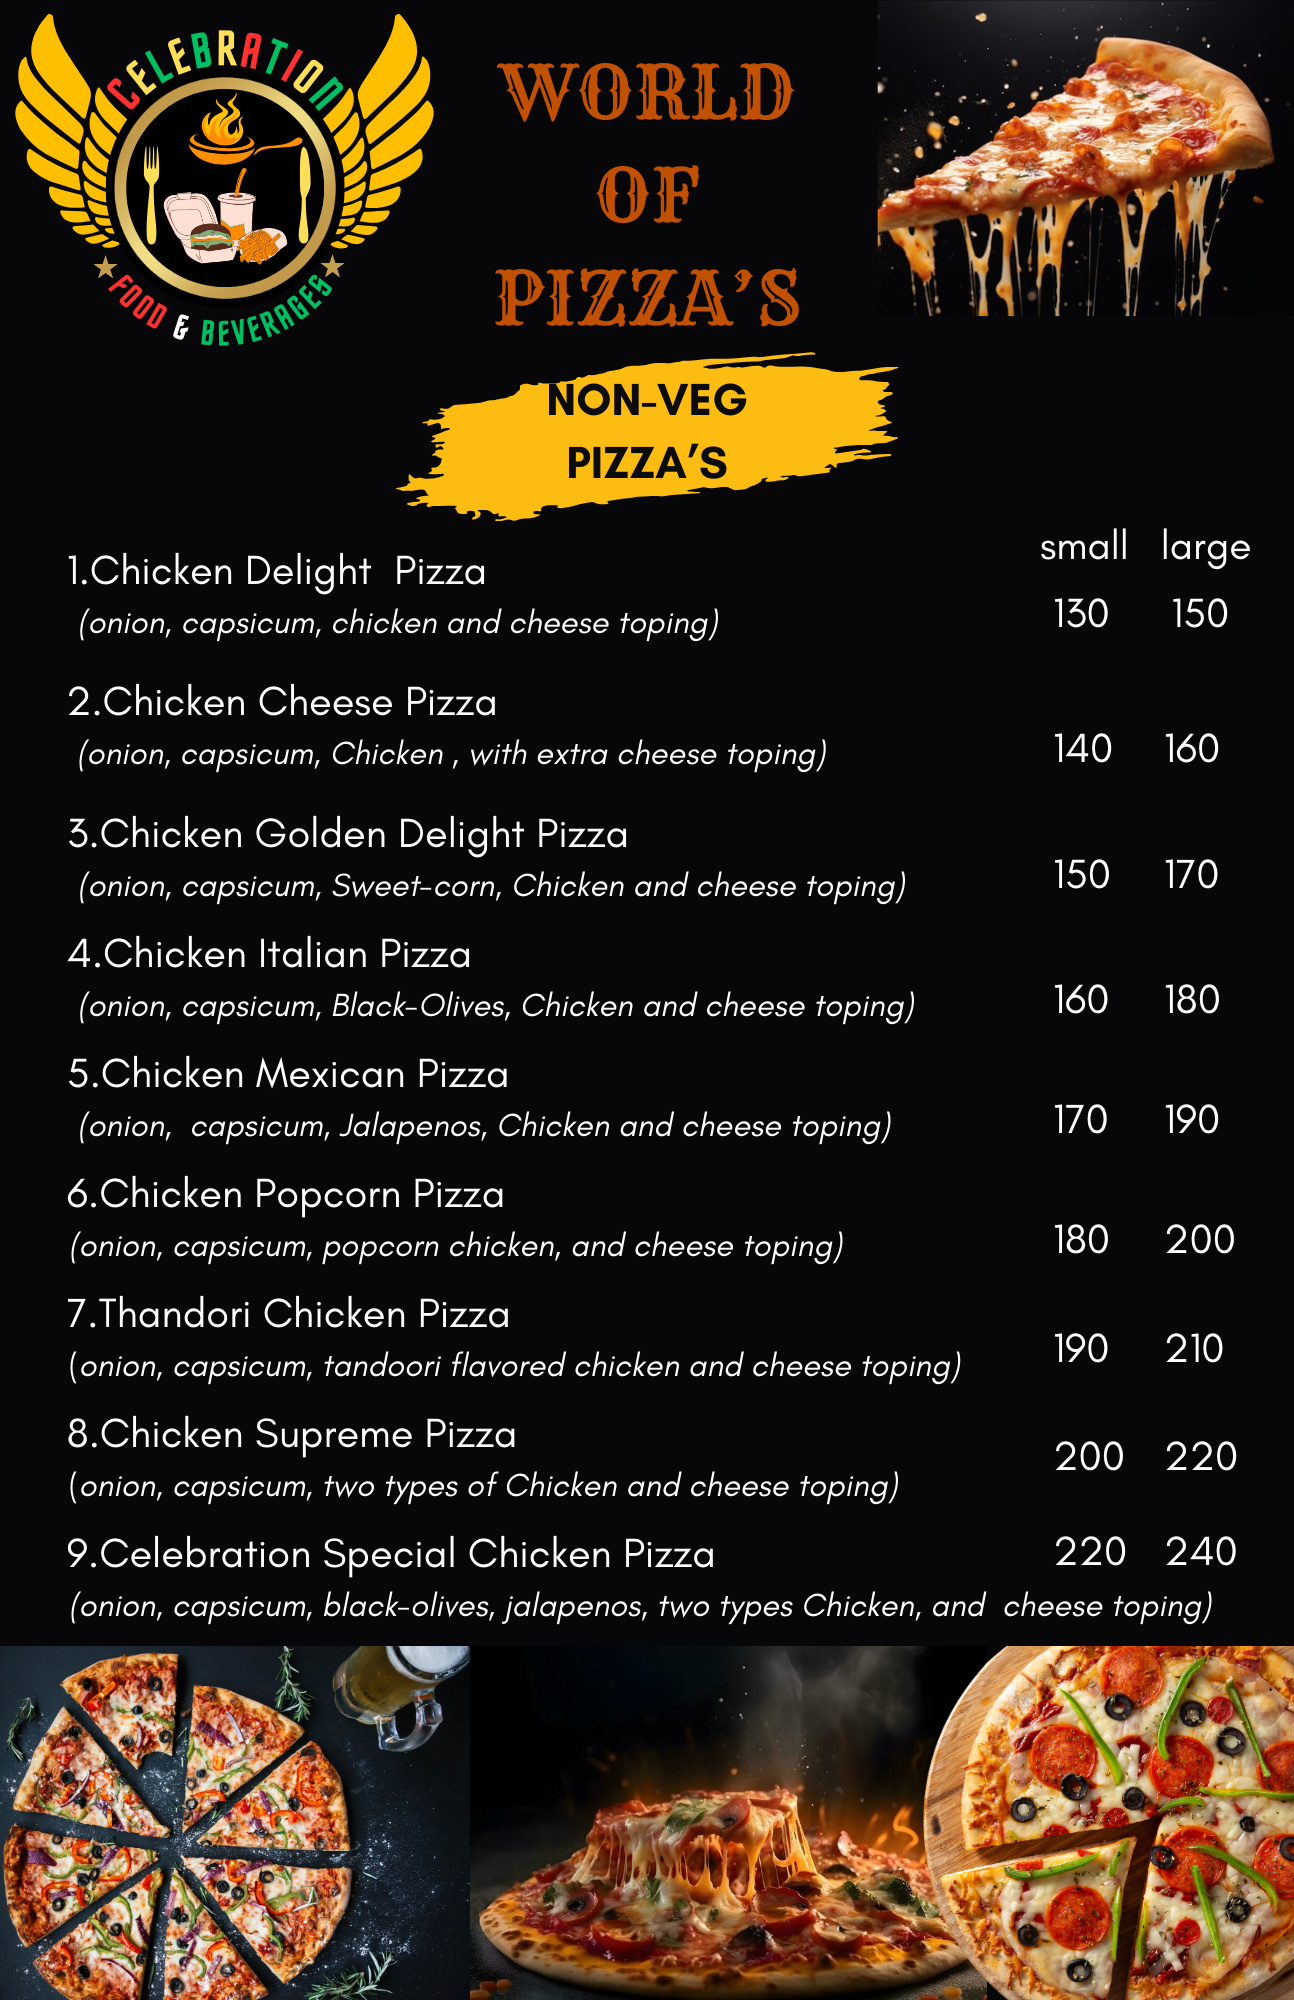 CELEBRATION
FOOD & BEVERAGES
WORLD
OF
PIZZA'S
NON-VEG
PIZZA'S
small large
1.Chicken Delight Pizza
(onion, capsicum, chicken and cheese toping)
130 150
2.Chicken Cheese Pizza
(onion, capsicum, Chicken , with extra cheese toping)
140 160
3.Chicken Golden Delight Pizza
(onion, capsicum, Sweet-corn, Chicken and cheese toping)
150 170
4.Chicken Italian Pizza
(onion, capsicum, Black-Olives, Chicken and cheese toping)
160 180
5.Chicken Mexican Pizza
(onion, capsicum, Jalapenos, Chicken and cheese toping)
170 190
6.Chicken Popcorn Pizza
(onion, capsicum, popcorn chicken, and cheese toping)
180 200
7.Thandori Chicken Pizza
(onion, capsicum, tandoori flavored chicken and cheese toping)
190 210
8.Chicken Supreme Pizza
(onion, capsicum, two types of Chicken and cheese toping)
200 220
9.Celebration Special Chicken Pizza 220 240
(onion, capsicum, black-olives, jalapenos, two types Chicken, and cheese toping)